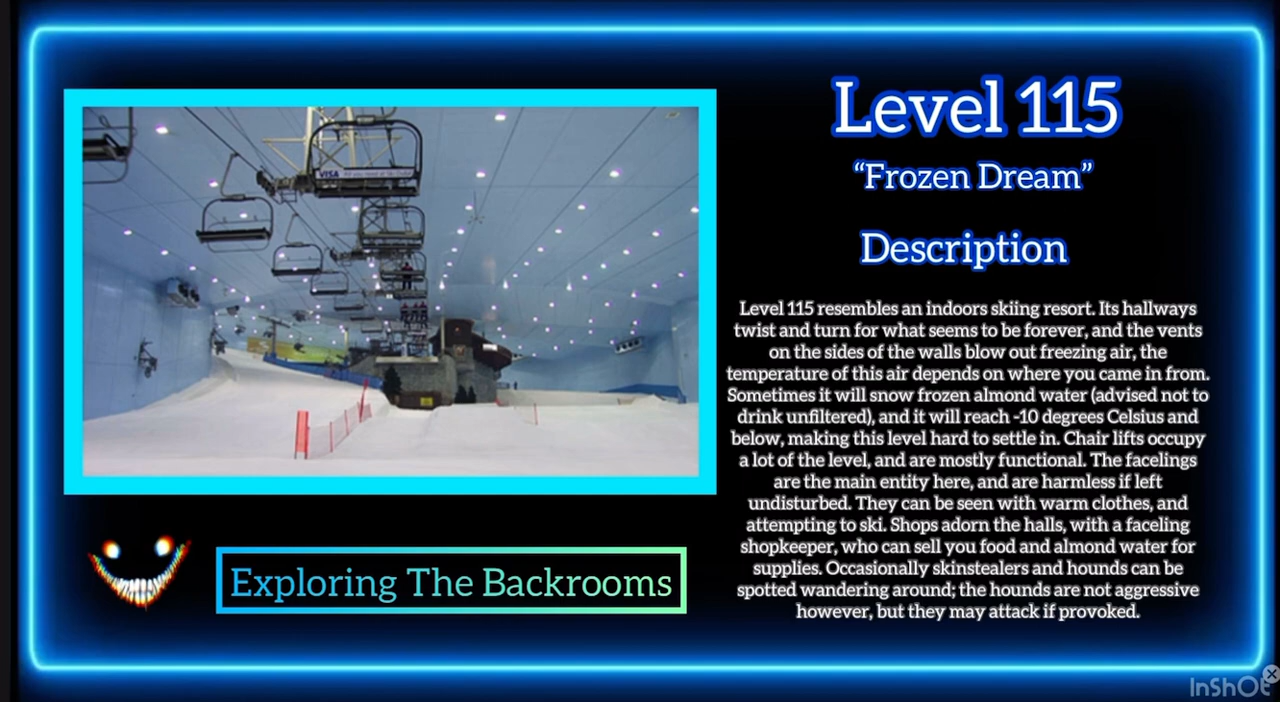 Level 115
“Frozen Dream”
Description
Level 115 resembles an indoors skiing resort. Its hallways
twist and turn for what seems to be forever, and the vents
on the sides of the walls blow out freezing air, the
temperature of this air depends on where you came in from.
Sometimes it will snow frozen almond water (advised not to
drink unfiltered), and it will reach -10 degrees Celsius and
below, making this level hard to settle in. Chair lifts occupy
a lot of the level, and are mostly functional. The facelings
are the main entity here, and are harmless if left
undisturbed. They can be seen with warm clothes, and
attempting to ski. Shops adorn the halls, with a faceling
shopkeeper, who can sell you food and almond water for
supplies. Occasionally skinstealers and hounds can be
spotted wandering around; the hounds are not aggressive
however, but they may attack if provoked.
VISA
Exploring The Backrooms
InShOt